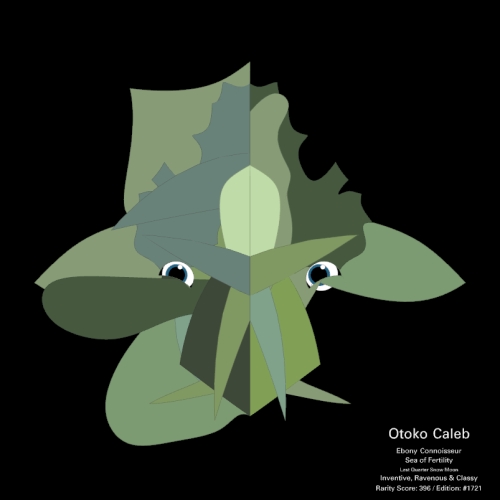 Otoko Caleb
Ebony Connoisseur
Sea of Fertility
Last Quarter Snow Moon
Inventive, Ravenous & Classy
Rarity Score: 396 / Edition: #1721